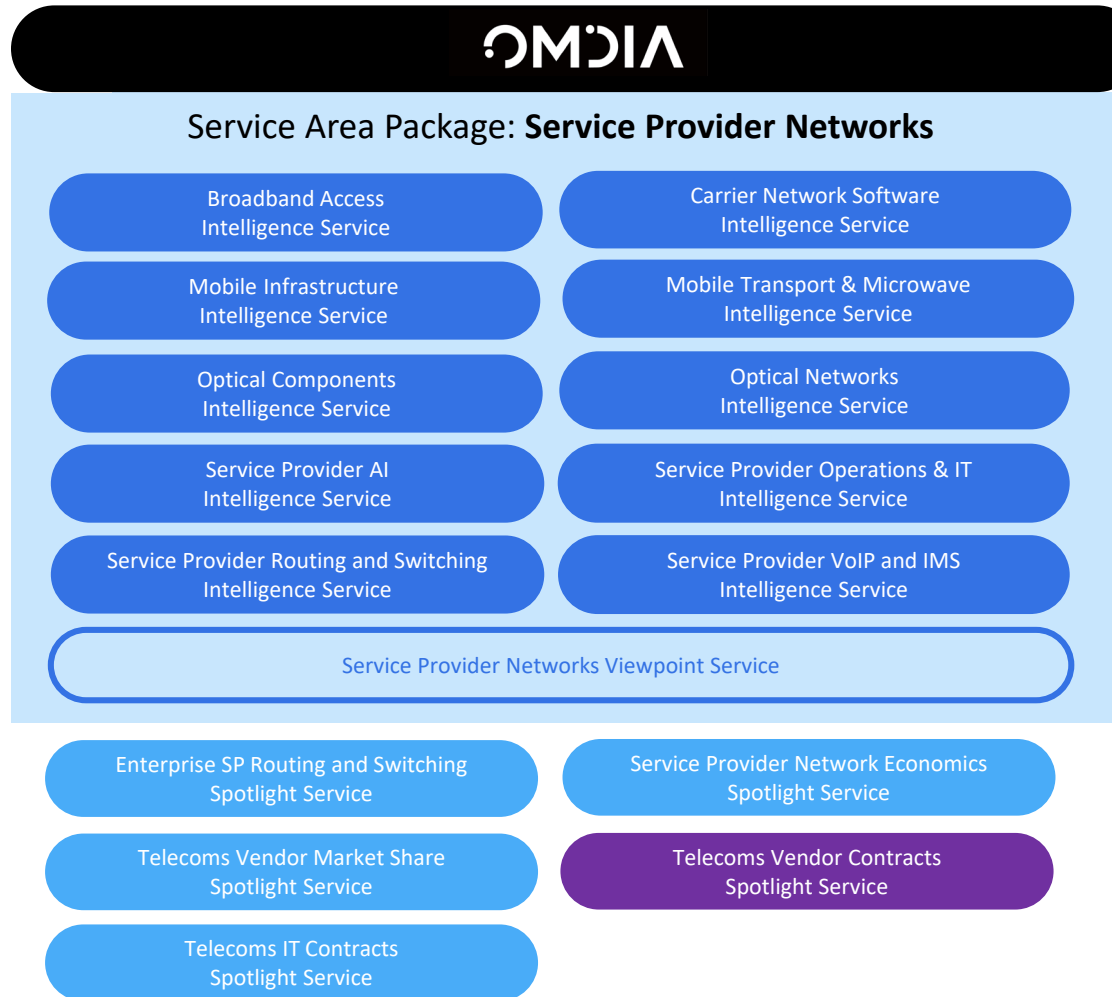 OMDIA
Service Area Package: Service Provider Networks
Broadband Access
Intelligence Service
Carrier Network Software
Intelligence Service
Mobile Infrastructure
Intelligence Service
Mobile Transport & Microwave
Intelligence Service
Optical Components
Intelligence Service
Optical Networks
Intelligence Service
Service Provider AI
Intelligence Service
Service Provider Operations & IT
Intelligence Service
Service Provider Routing and Switching
Intelligence Service
Service Provider VoIP and IMS
Intelligence Service
Service Provider Networks Viewpoint Service
Enterprise SP Routing and Switching
Spotlight Service
Service Provider Network Economics
Spotlight Service
Telecoms Vendor Market Share
Spotlight Service
Telecoms Vendor Contracts
Spotlight Service
Telecoms IT Contracts
Spotlight Service